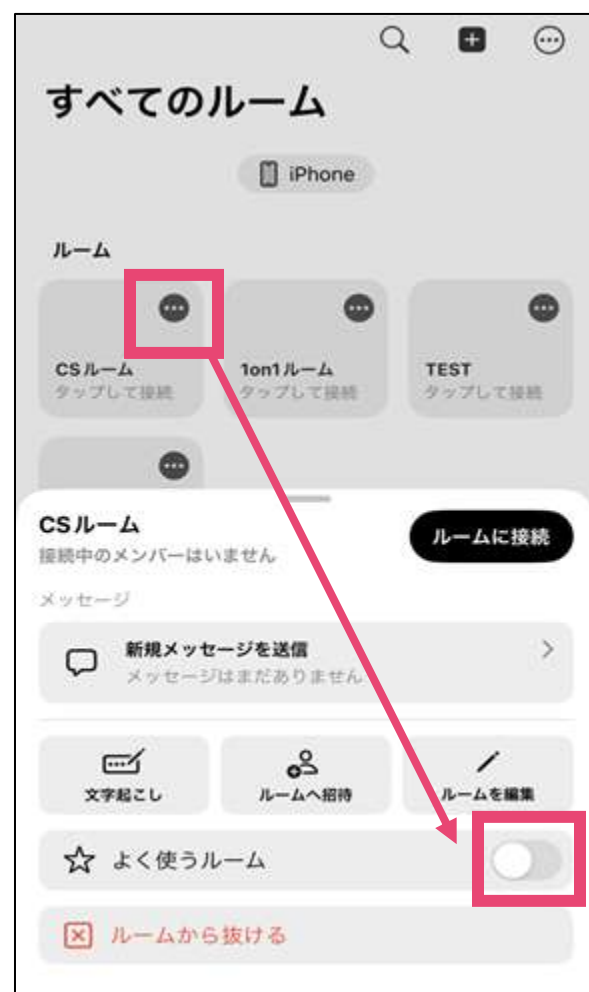 すべてのルーム
iPhone
ルーム
CSルーム
タップして接続
1on1ルーム
タップして接続
TEST
タップして接続
CSルーム
接続中のメンバーはいません
ルームに接続
メッセージ
新規メッセージを送信
メッセージはまだありません
文字起こし
ルームへ招待
ルームを編集
よく使うルーム
ルームから抜ける